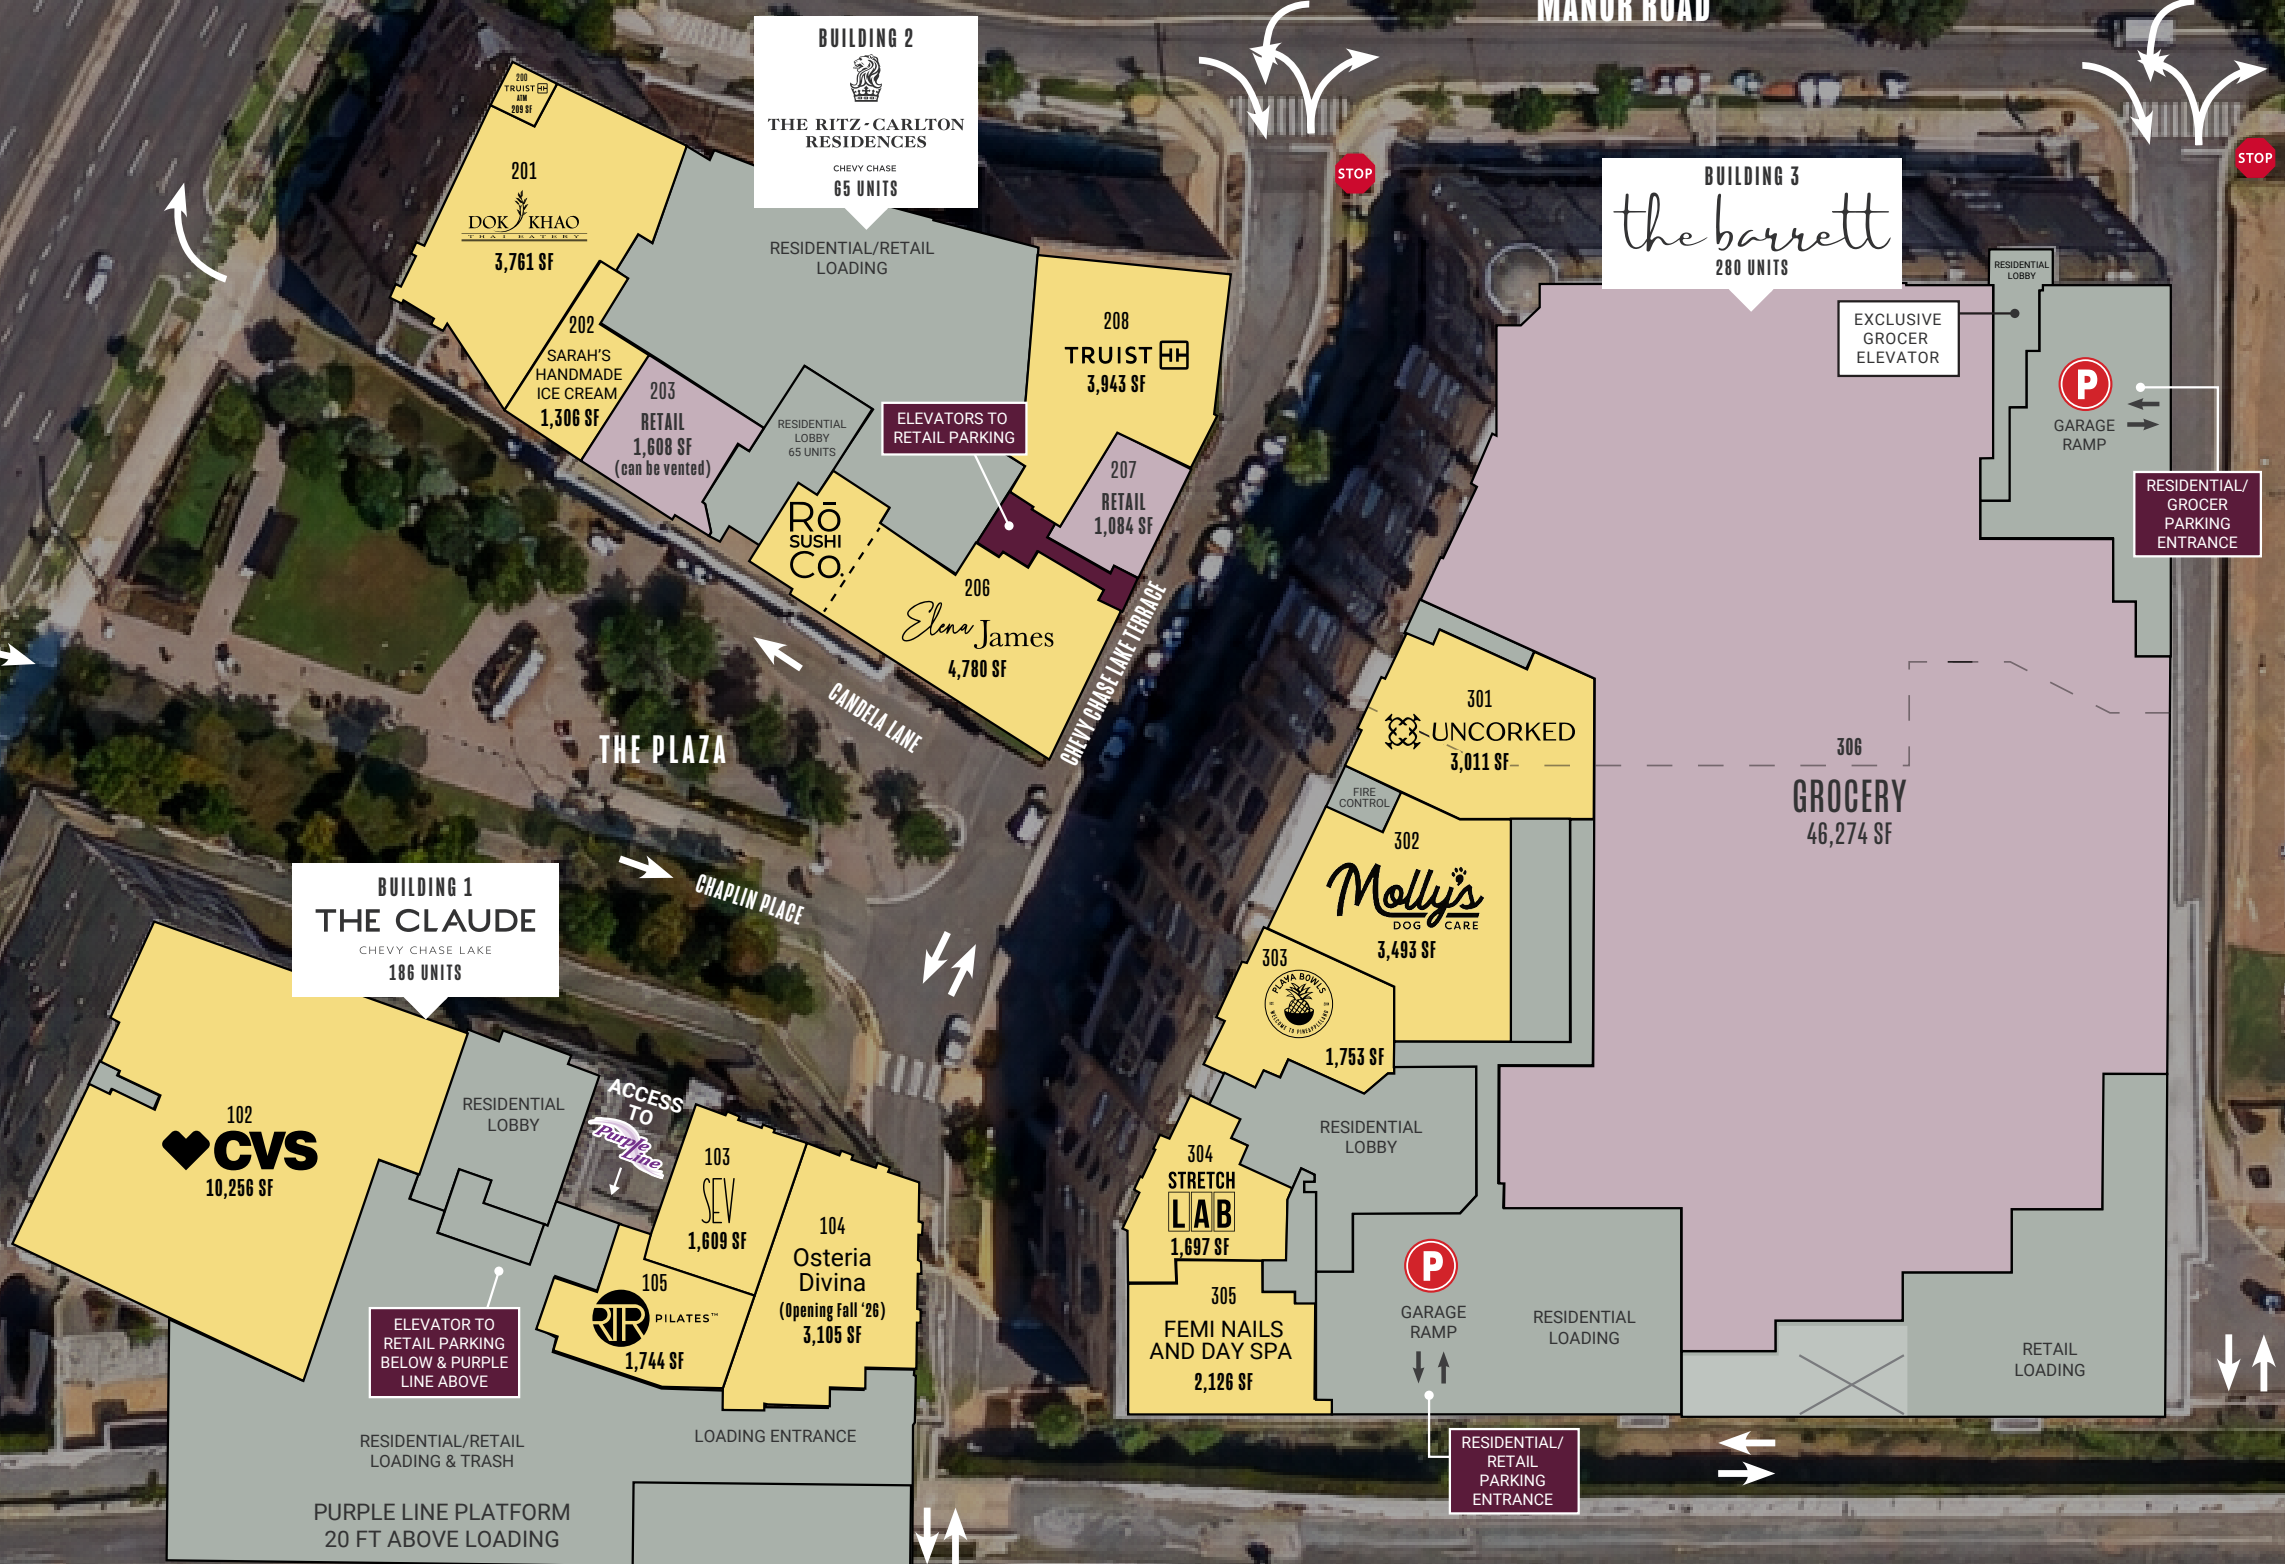 MANOR ROAD
BUILDING 2
THE RITZ-CARLTON
RESIDENCES
CHEVY CHASE
65 UNITS
200
TRUIST
ATM
209 SF
201
DOK KHAO
THAI EATERY
3,761 SF
202
SARAH'S
HANDMADE
ICE CREAM
1,306 SF
203
RETAIL
1,608 SF
(can be vented)
RESIDENTIAL/RETAIL
LOADING
RESIDENTIAL
LOBBY
65 UNITS
ELEVATORS TO
RETAIL PARKING
208
TRUIST
3,943 SF
207
RETAIL
1,084 SF
Rō
SUSHI
Co.
206
Elena James
4,780 SF
CANDELA LANE
CHEVY CHASE LAKE TERRACE
THE PLAZA
CHAPLIN PLACE
STOP
STOP
BUILDING 3
the barrett
280 UNITS
RESIDENTIAL
LOBBY
EXCLUSIVE
GROCER
ELEVATOR
P
GARAGE
RAMP
RESIDENTIAL/
GROCER
PARKING
ENTRANCE
301
UNCORKED
3,011 SF
306
GROCERY
46,274 SF
FIRE
CONTROL
302
Molly's
DOG CARE
3,493 SF
303
PLAYA BOWLS
WELCOME TO PINEAPPLELAND
1,753 SF
RESIDENTIAL
LOBBY
304
STRETCH
LAB
1,697 SF
305
FEMI NAILS
AND DAY SPA
2,126 SF
P
GARAGE
RAMP
RESIDENTIAL
LOADING
RETAIL
LOADING
RESIDENTIAL/
RETAIL
PARKING
ENTRANCE
BUILDING 1
THE CLAUDE
CHEVY CHASE LAKE
186 UNITS
102
CVS
10,256 SF
RESIDENTIAL
LOBBY
ACCESS
TO
Purple
Line
103
SEV
1,609 SF
104
Osteria
Divina
(Opening Fall '26)
3,105 SF
105
RTR PILATES™
1,744 SF
ELEVATOR TO
RETAIL PARKING
BELOW & PURPLE
LINE ABOVE
LOADING ENTRANCE
RESIDENTIAL/RETAIL
LOADING & TRASH
PURPLE LINE PLATFORM
20 FT ABOVE LOADING